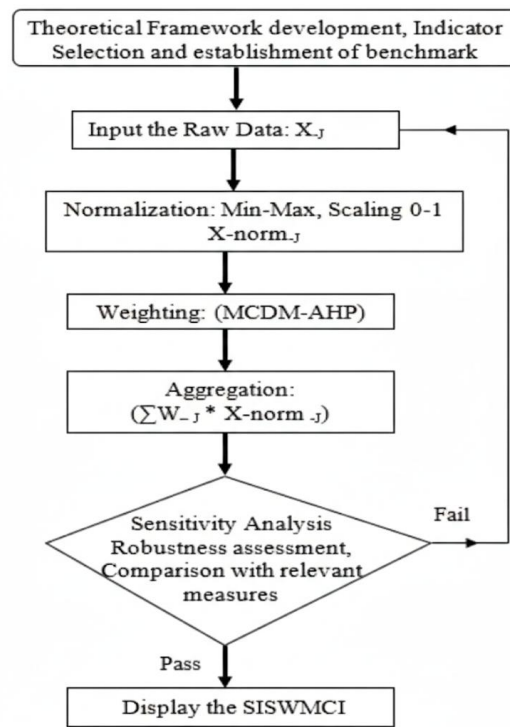 Theoretical Framework development, Indicator
Selection and establishment of benchmark
Input the Raw Data: X-J
Normalization: Min-Max, Scaling 0-1
X-norm-J
Weighting: (MCDM-AHP)
Aggregation:
(∑W-J * X-norm-J)
Sensitivity Analysis
Robustness assessment,
Comparison with relevant
measures
Fail
Pass
Display the SISWMCI